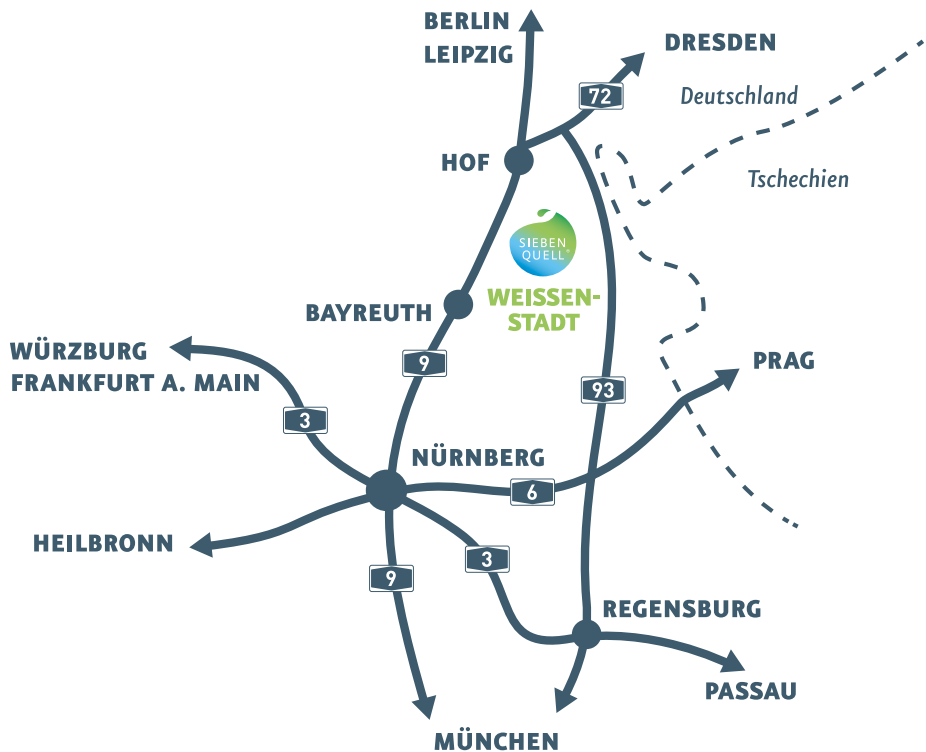 BERLIN
LEIPZIG
DRESDEN
72
Deutschland
HOF
Tschechien
SIEBEN
QUELL®
WEISSEN-
STADT
BAYREUTH
WÜRZBURG
FRANKFURT A. MAIN
9
PRAG
93
3
NÜRNBERG
6
HEILBRONN
3
9
REGENSBURG
PASSAU
MÜNCHEN